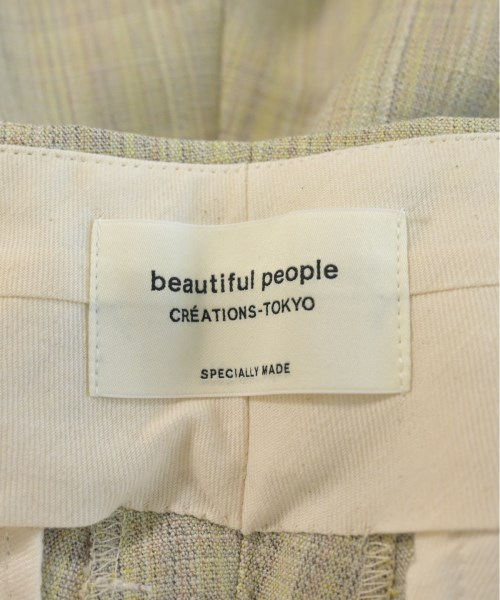 beautiful people
CRÉATIONS-TOKYO
SPECIALLY MADE